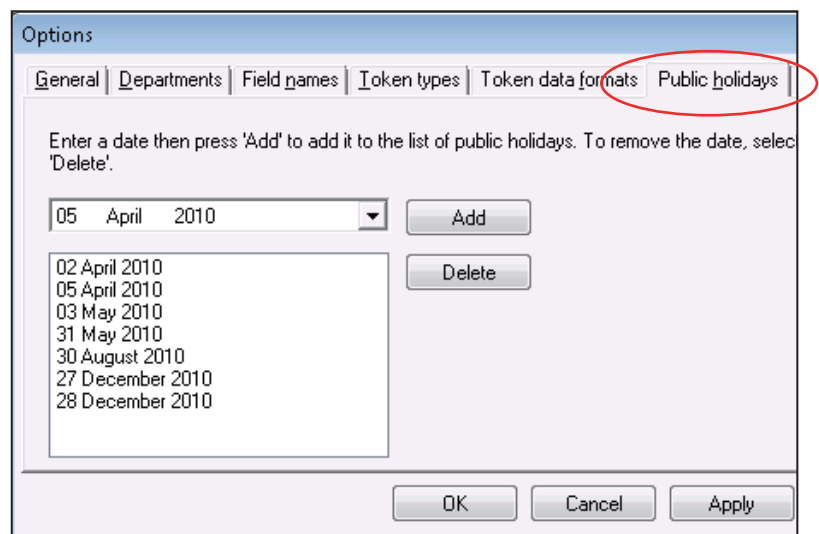 Options
General Departments Field names Token types Token data formats Public holidays
Enter a date then press 'Add' to add it to the list of public holidays. To remove the date, selec
'Delete'.
05 April 2010 Add
Delete
02 April 2010
05 April 2010
03 May 2010
31 May 2010
30 August 2010
27 December 2010
28 December 2010
OK Cancel Apply